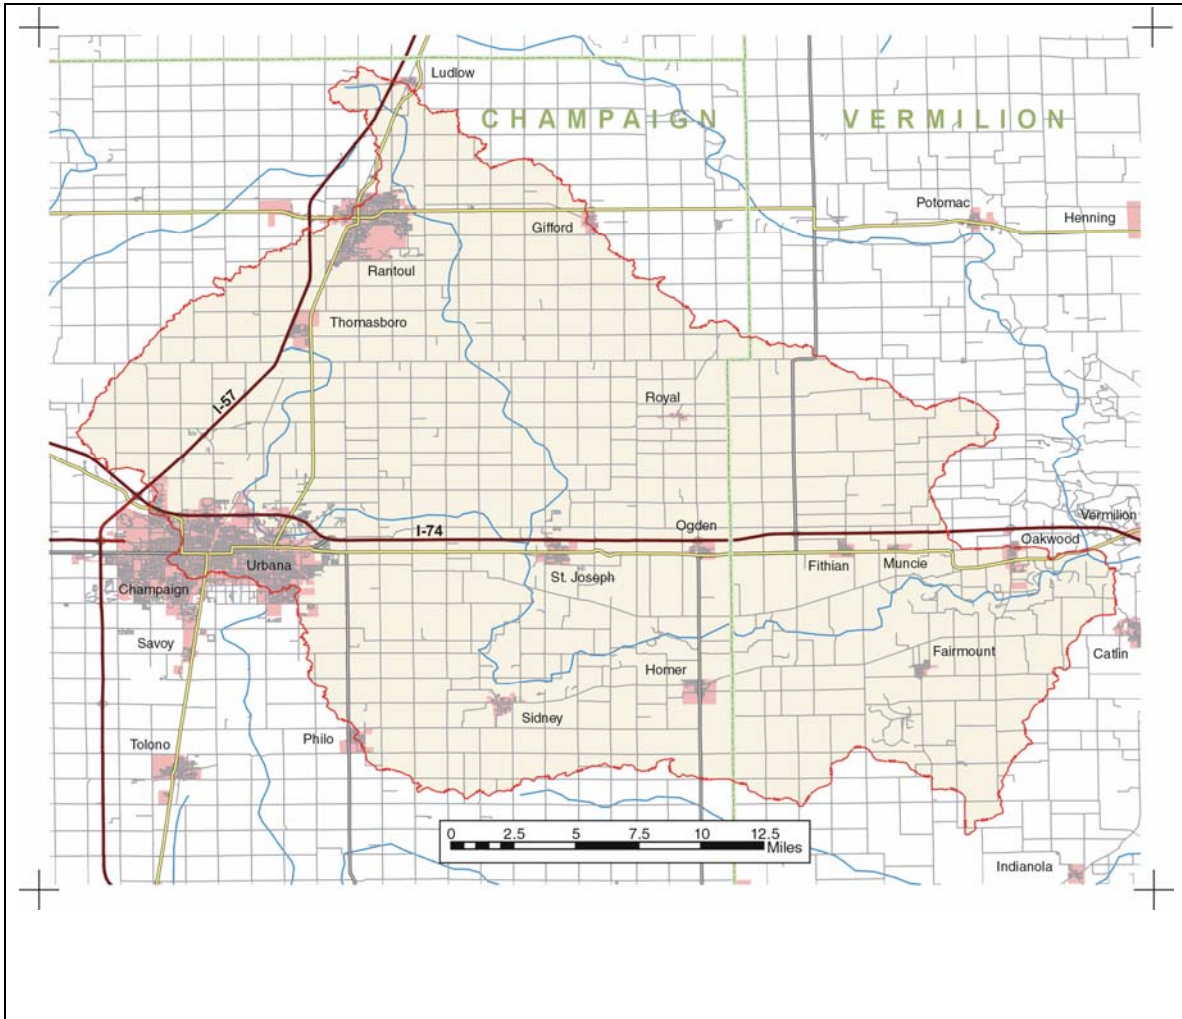 Ludlow
CHAMPAIGN
VERMILION
Potomac
Henning
Gifford
Rantoul
Thomasboro
I-57
Royal
Vermilion
Ogden
I-74
Oakwood
Urbana
St. Joseph
Fithian
Muncie
Champaign
Savoy
Homer
Fairmount
Catlin
Sidney
Philo
Tolono
0 2.5 5 7.5 10 12.5
Miles
Indianola